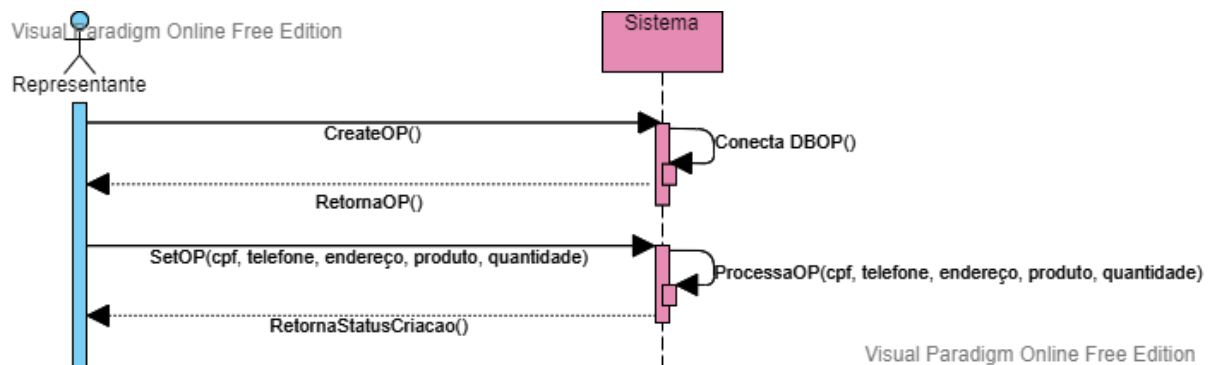 Visual Paradigm Online Free Edition
Sistema
Representante
CreateOP()
Conecta DBOP()
RetornaOP()
SetOP(cpf, telefone, endereço, produto, quantidade)
ProcessaOP(cpf, telefone, endereço, produto, quantidade)
RetornaStatusCriacao()
Visual Paradigm Online Free Edition